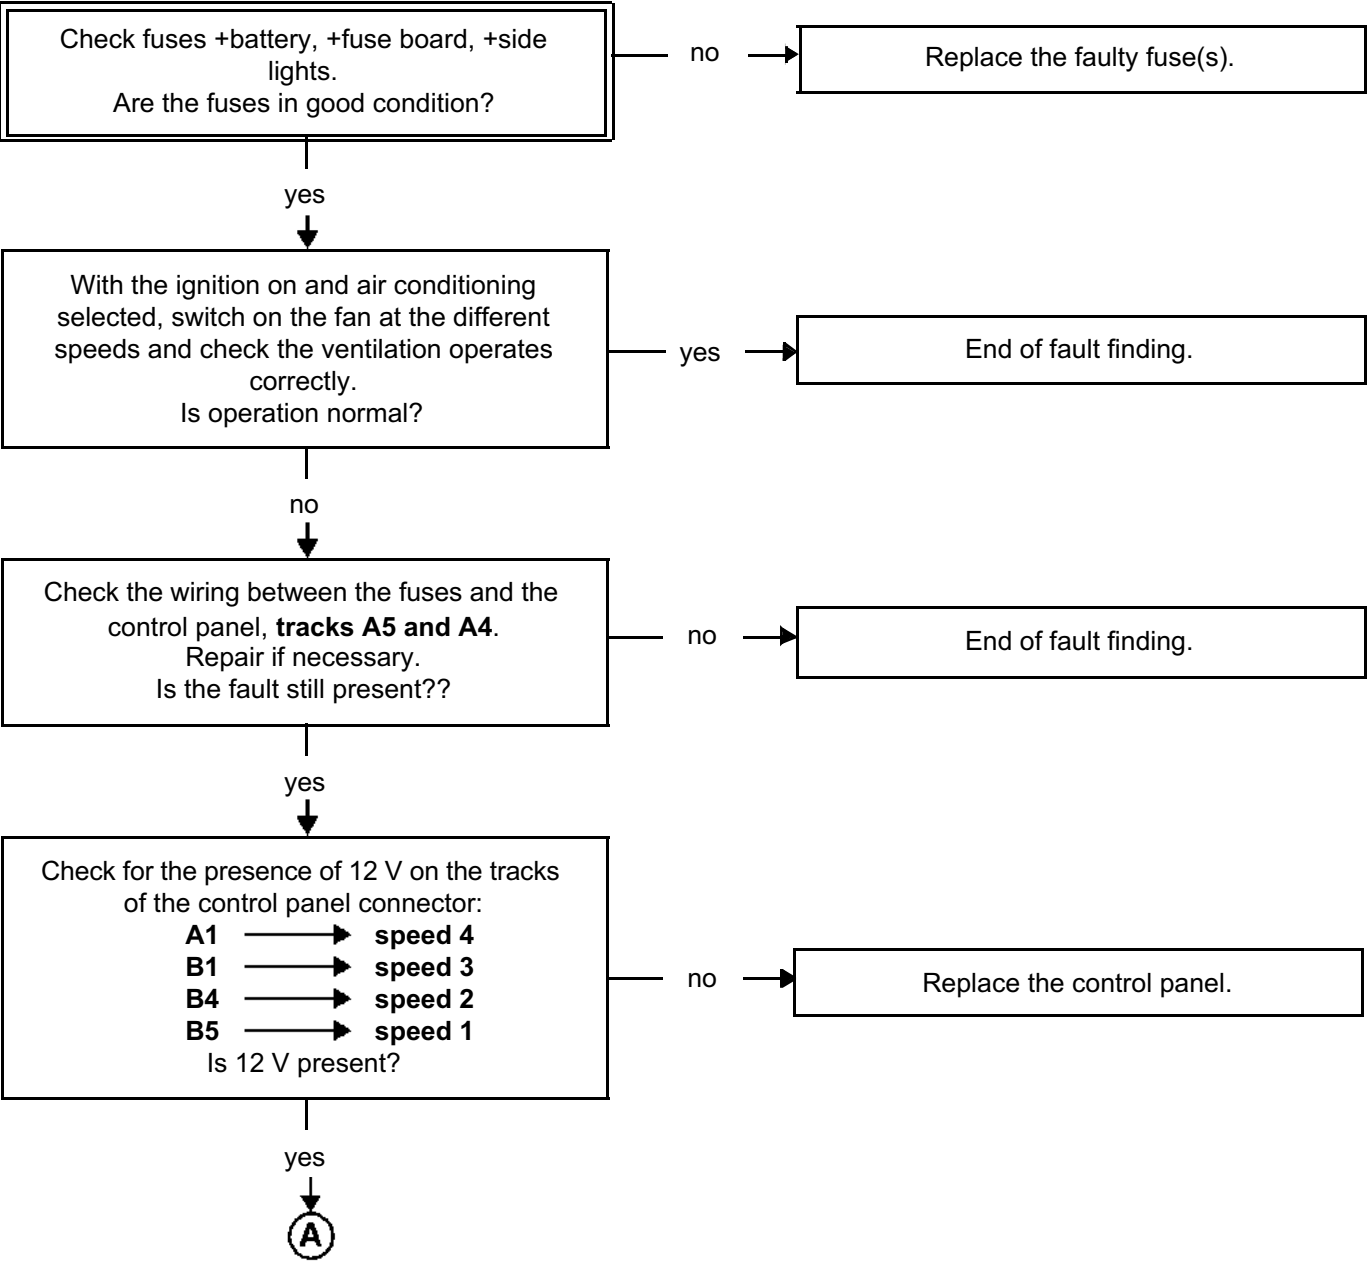 Check fuses +battery, +fuse board, +side
lights.
Are the fuses in good condition?
no
Replace the faulty fuse(s).
yes
With the ignition on and air conditioning
selected, switch on the fan at the different
speeds and check the ventilation operates
correctly.
Is operation normal?
yes
End of fault finding.
no
Check the wiring between the fuses and the
control panel, tracks A5 and A4.
Repair if necessary.
Is the fault still present??
no
End of fault finding.
yes
Check for the presence of 12 V on the tracks
of the control panel connector:
A1 speed 4
B1 speed 3
B4 speed 2
B5 speed 1
Is 12 V present?
no
Replace the control panel.
yes
A